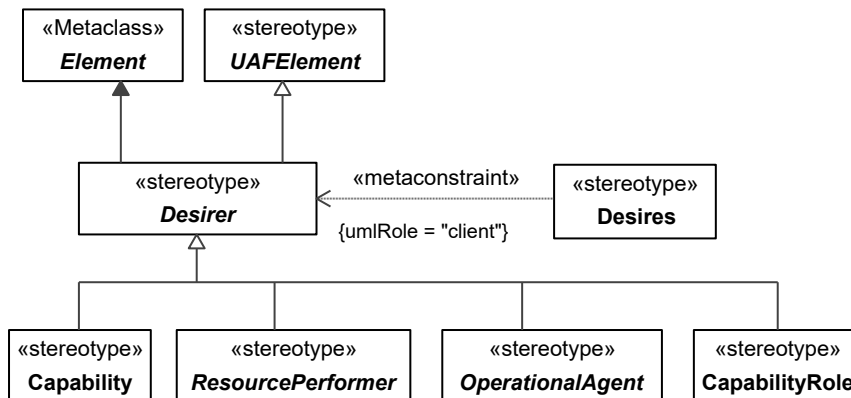 «Metaclass»
Element
«stereotype»
UAFElement
«stereotype»
Desirer
«metaconstraint»
{umlRole = "client"}
«stereotype»
Desires
«stereotype»
Capability
«stereotype»
ResourcePerformer
«stereotype»
OperationalAgent
«stereotype»
CapabilityRole